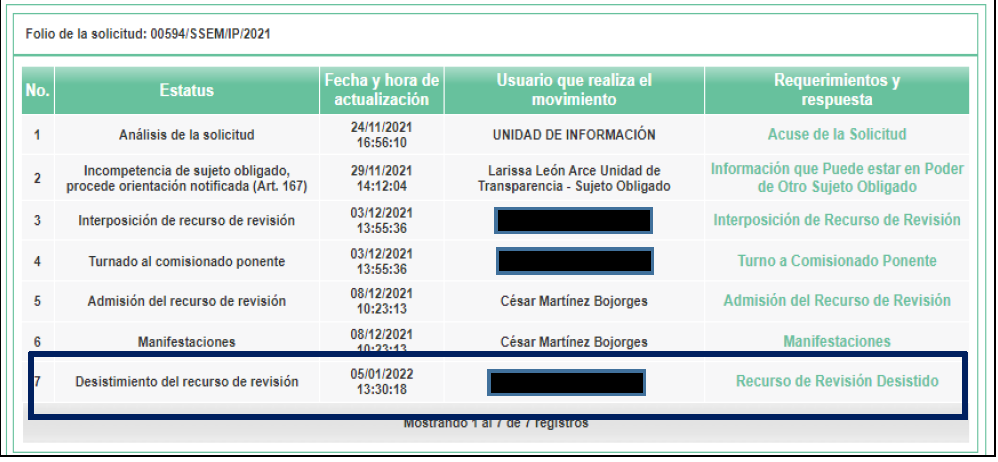 Folio de la solicitud: 00594/SSEM/IP/2021
No. Estatus Fecha y hora de actualización Usuario que realiza el movimiento Requerimientos y respuesta
1 Análisis de la solicitud 24/11/2021 16:56:10 UNIDAD DE INFORMACIÓN Acuse de la Solicitud
2 Incompetencia de sujeto obligado, procede orientación notificada (Art. 167) 29/11/2021 14:12:04 Larissa León Arce Unidad de Transparencia - Sujeto Obligado Información que Puede estar en Poder de Otro Sujeto Obligado
3 Interposición de recurso de revisión 03/12/2021 13:55:36 Interposición de Recurso de Revisión
4 Turnado al comisionado ponente 03/12/2021 13:55:36 Turno a Comisionado Ponente
5 Admisión del recurso de revisión 08/12/2021 10:23:13 César Martínez Bojorges Admisión del Recurso de Revisión
6 Manifestaciones 08/12/2021 10:23:13 César Martínez Bojorges Manifestaciones
7 Desistimiento del recurso de revisión 05/01/2022 13:30:18 Recurso de Revisión Desistido
Mostrando 1 al 7 de 7 registros